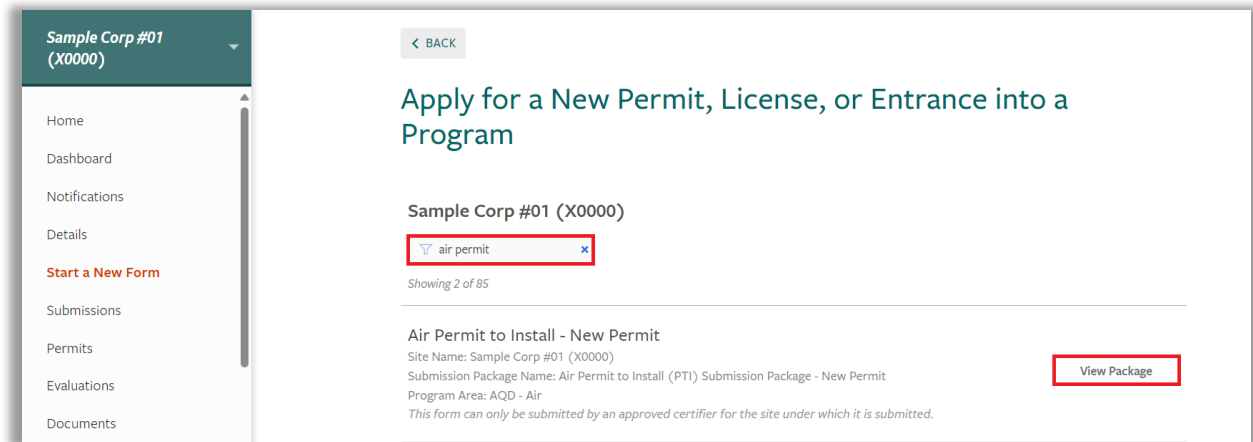 Sample Corp #01
(X0000)
Home
Dashboard
Notifications
Details
Start a New Form
Submissions
Permits
Evaluations
Documents
BACK
Apply for a New Permit, License, or Entrance into a
Program
Sample Corp #01 (X0000)
air permit
Showing 2 of 85
Air Permit to Install - New Permit
Site Name: Sample Corp #01 (X0000)
Submission Package Name: Air Permit to Install (PTI) Submission Package - New Permit
Program Area: AQD - Air
This form can only be submitted by an approved certifier for the site under which it is submitted.
View Package